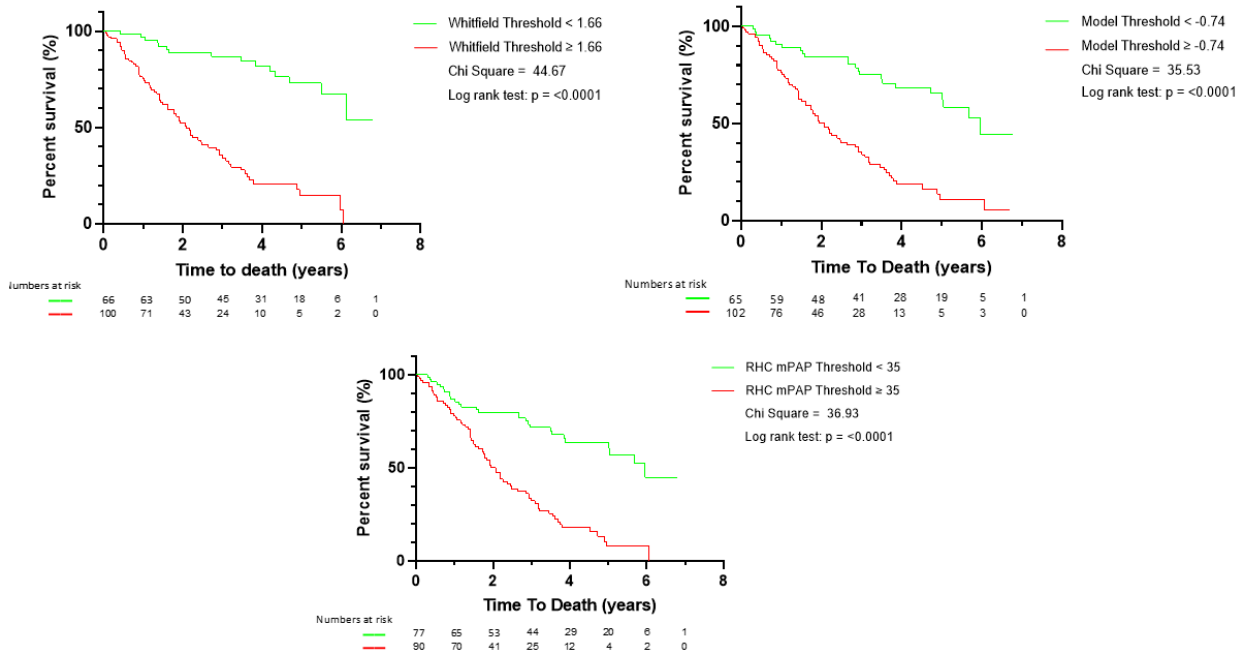 Whitfield Threshold < 1.66
Whitfield Threshold ≥ 1.66
Chi Square = 44.67
Log rank test: p = <0.0001
Percent survival (%)
100
50
0
0 2 4 6 8
Time to death (years)
Numbers at risk
66 63 50 45 31 18 6 1
100 71 43 24 10 5 2 0
Model Threshold < -0.74
Model Threshold ≥ -0.74
Chi Square = 35.53
Log rank test: p = <0.0001
Percent survival (%)
100
50
0
0 2 4 6 8
Time To Death (years)
Numbers at risk
65 59 48 41 28 19 5 1
102 76 46 28 13 5 3 0
RHC mPAP Threshold < 35
RHC mPAP Threshold ≥ 35
Chi Square = 36.93
Log rank test: p = <0.0001
Percent survival (%)
100
50
0
0 2 4 6 8
Time To Death (years)
Numbers at risk
77 65 53 44 29 20 6 1
90 70 41 25 12 4 2 0